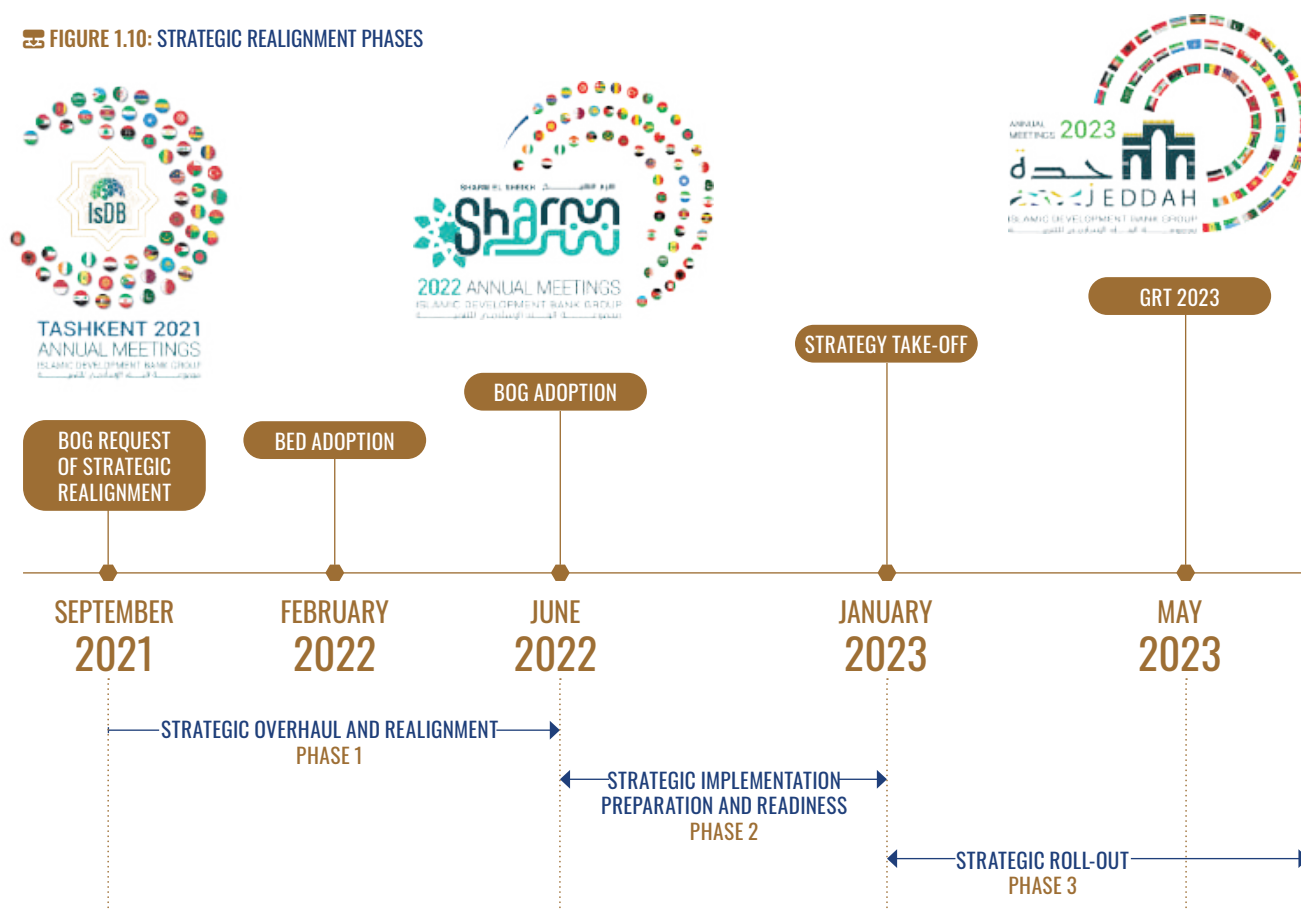 FIGURE 1.10: STRATEGIC REALIGNMENT PHASES
IsDB
TASHKENT 2021
ANNUAL MEETINGS
ISLAMIC DEVELOPMENT BANK GROUP
SHARM EL SHEIKH
Sharm
2022 ANNUAL MEETINGS
ISLAMIC DEVELOPMENT BANK GROUP
ANNUAL
MEETINGS 2023
جدة
JEDDAH
ISLAMIC DEVELOPMENT BANK GROUP
GRT 2023
STRATEGY TAKE-OFF
BOG ADOPTION
BED ADOPTION
BOG REQUEST
OF STRATEGIC
REALIGNMENT
SEPTEMBER
2021
FEBRUARY
2022
JUNE
2022
JANUARY
2023
MAY
2023
STRATEGIC OVERHAUL AND REALIGNMENT
PHASE 1
STRATEGIC IMPLEMENTATION
PREPARATION AND READINESS
PHASE 2
STRATEGIC ROLL-OUT
PHASE 3